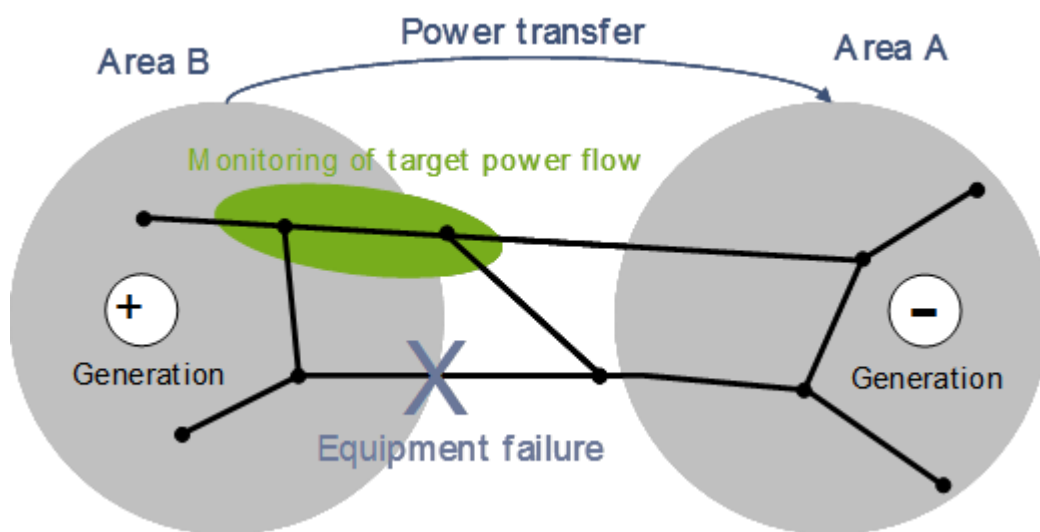 Power transfer
Area B
Area A
Monitoring of target power flow
+
-
Generation
Generation
Equipment failure
X